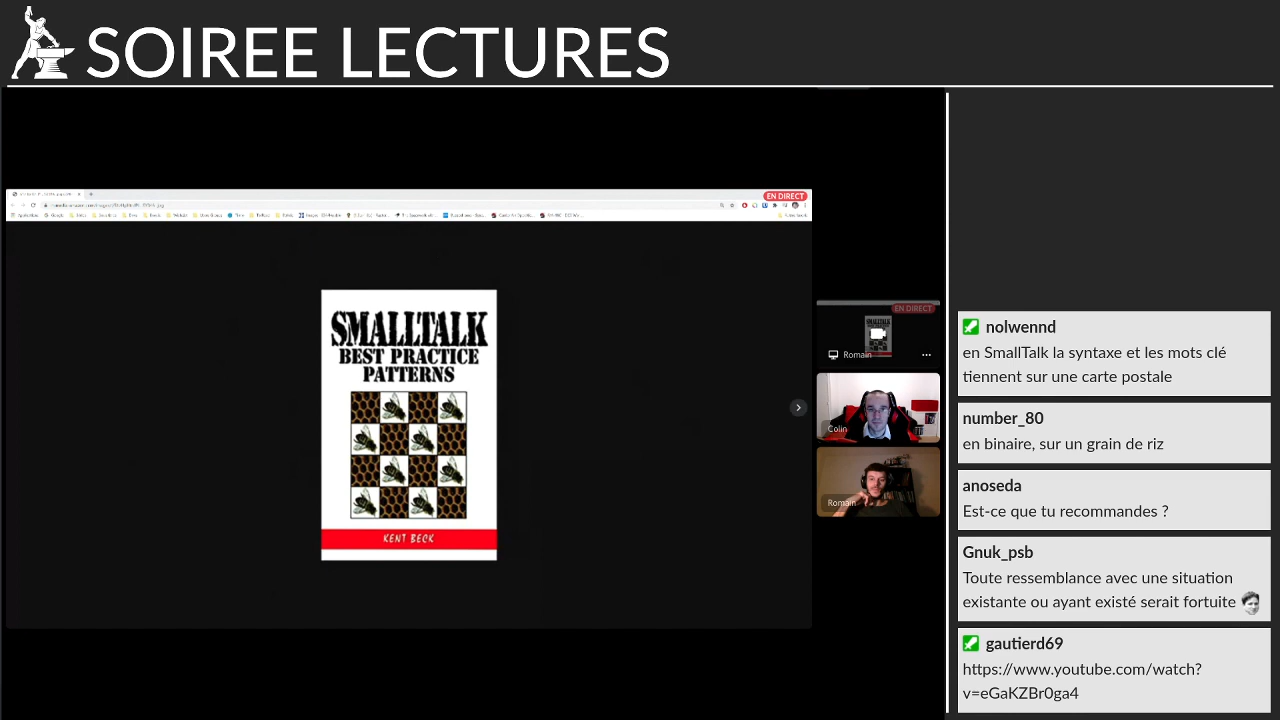 SOIREE LECTURES
EN DIRECT
SMALLTALK
BEST PRACTICE
PATTERNS
KENT BECK
EN DIRECT
Romain
Colin
Romain
nolwennd
en SmallTalk la syntaxe et les mots clé
tiennent sur une carte postale
number_80
en binaire, sur un grain de riz
anoseda
Est-ce que tu recommandes ?
Gnuk_psb
Toute ressemblance avec une situation
existante ou ayant existé serait fortuite
gautierd69
https://www.youtube.com/watch?
v=eGaKZBr0ga4